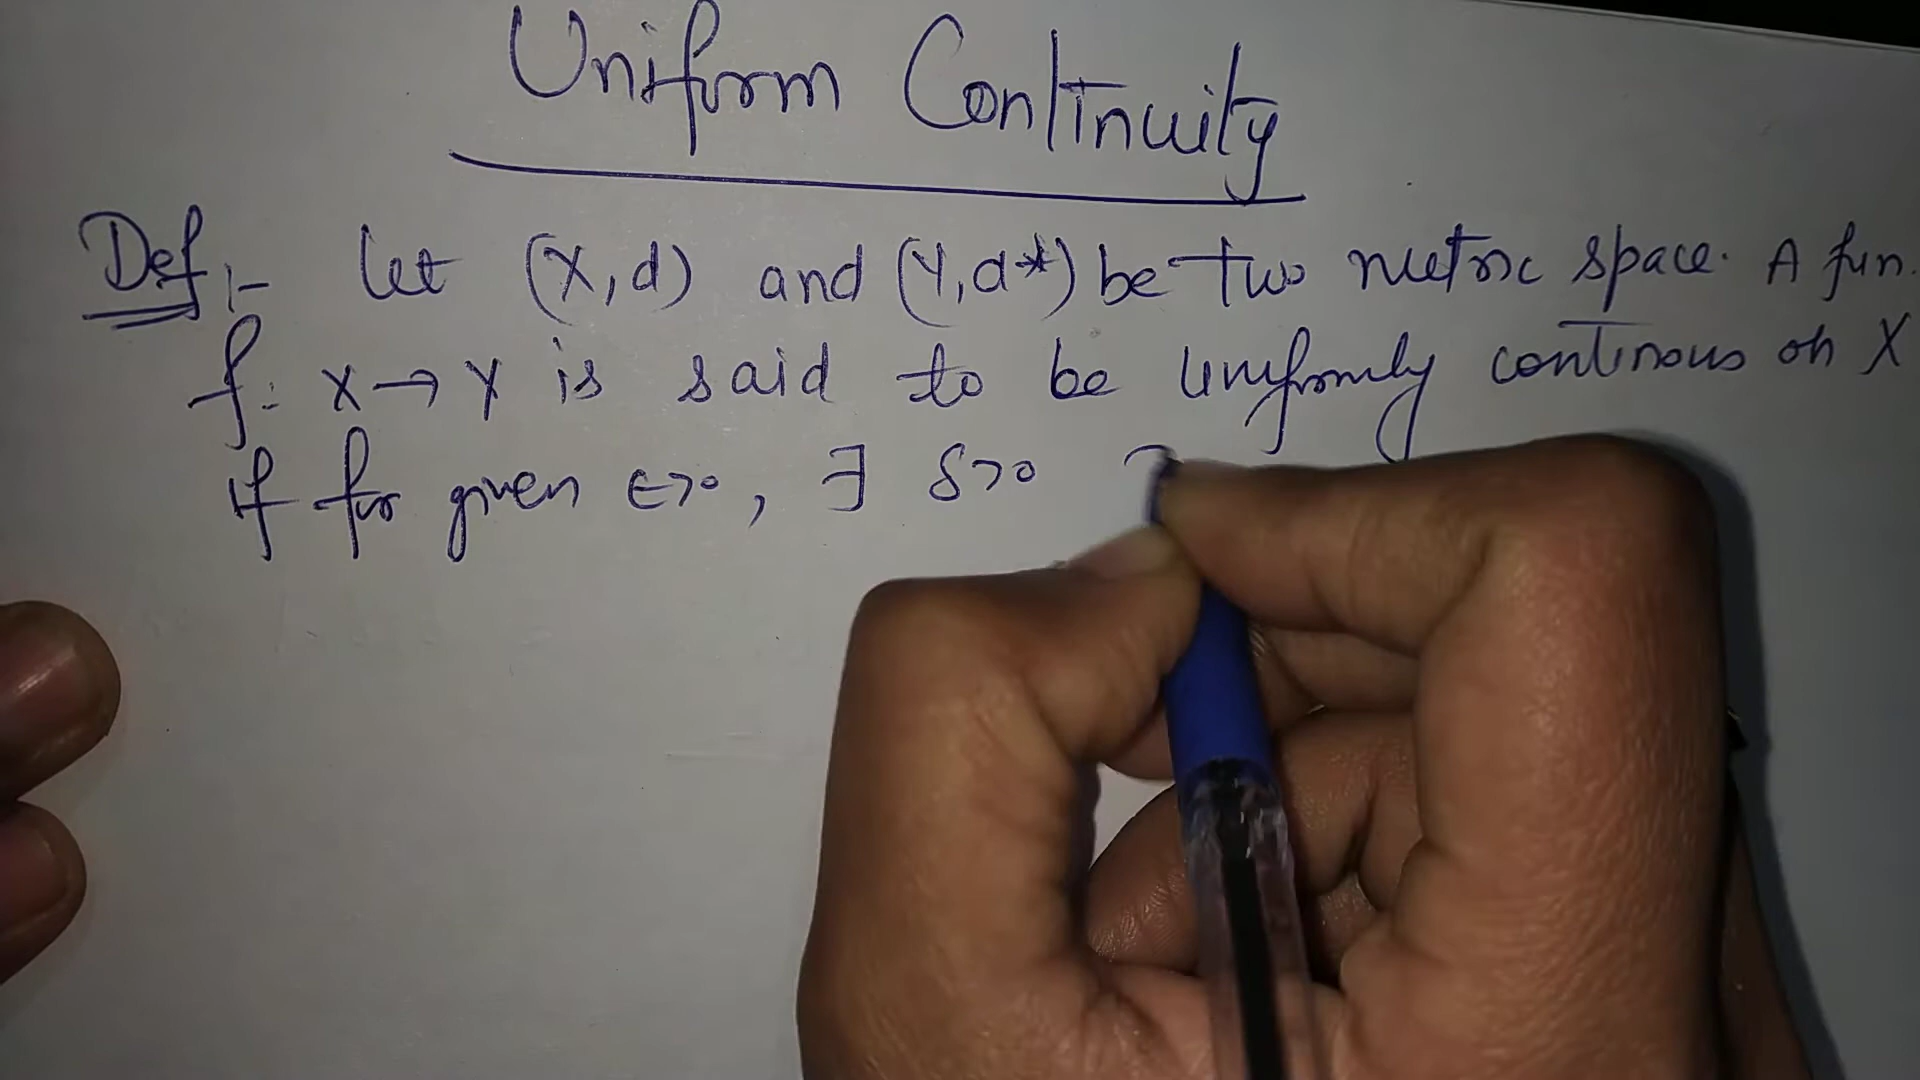 Uniform Continuity
Def :- let (X, d) and (Y, d*) be two metric space. A fun.
f: X → Y is said to be Uniformly continous on X
if for given ε>0, ∃ δ>0